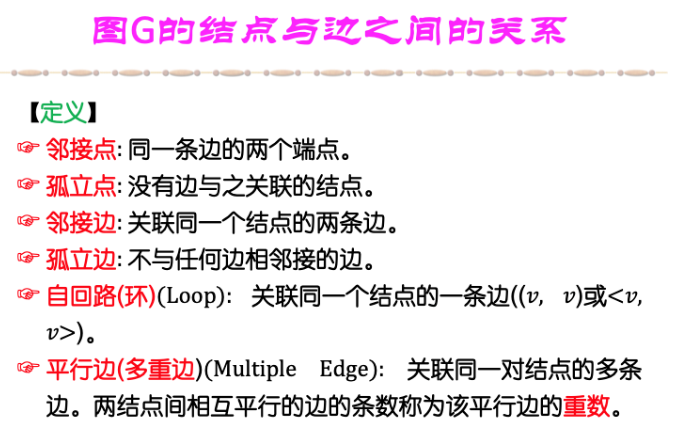 图G的结点与边之间的关系
【定义】
☞ 邻接点: 同一条边的两个端点。
☞ 孤立点: 没有边与之关联的结点。
☞ 邻接边: 关联同一个结点的两条边。
☞ 孤立边: 不与任何边相邻接的边。
☞ 自回路(环)(Loop): 关联同一个结点的一条边((v, v)或<v,
v>)。
☞ 平行边(多重边)(Multiple Edge): 关联同一对结点的多条
边。两结点间相互平行的边的条数称为该平行边的重数。